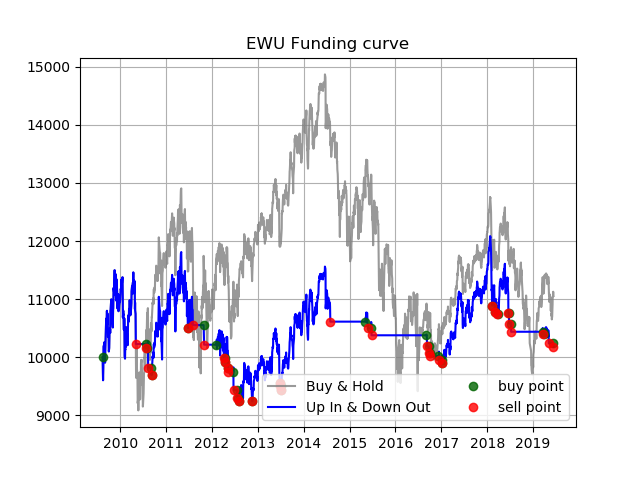 EWU Funding curve
15000
14000
13000
12000
11000
10000
9000
Buy & Hold
Up In & Down Out
buy point
sell point
2010 2011 2012 2013 2014 2015 2016 2017 2018 2019